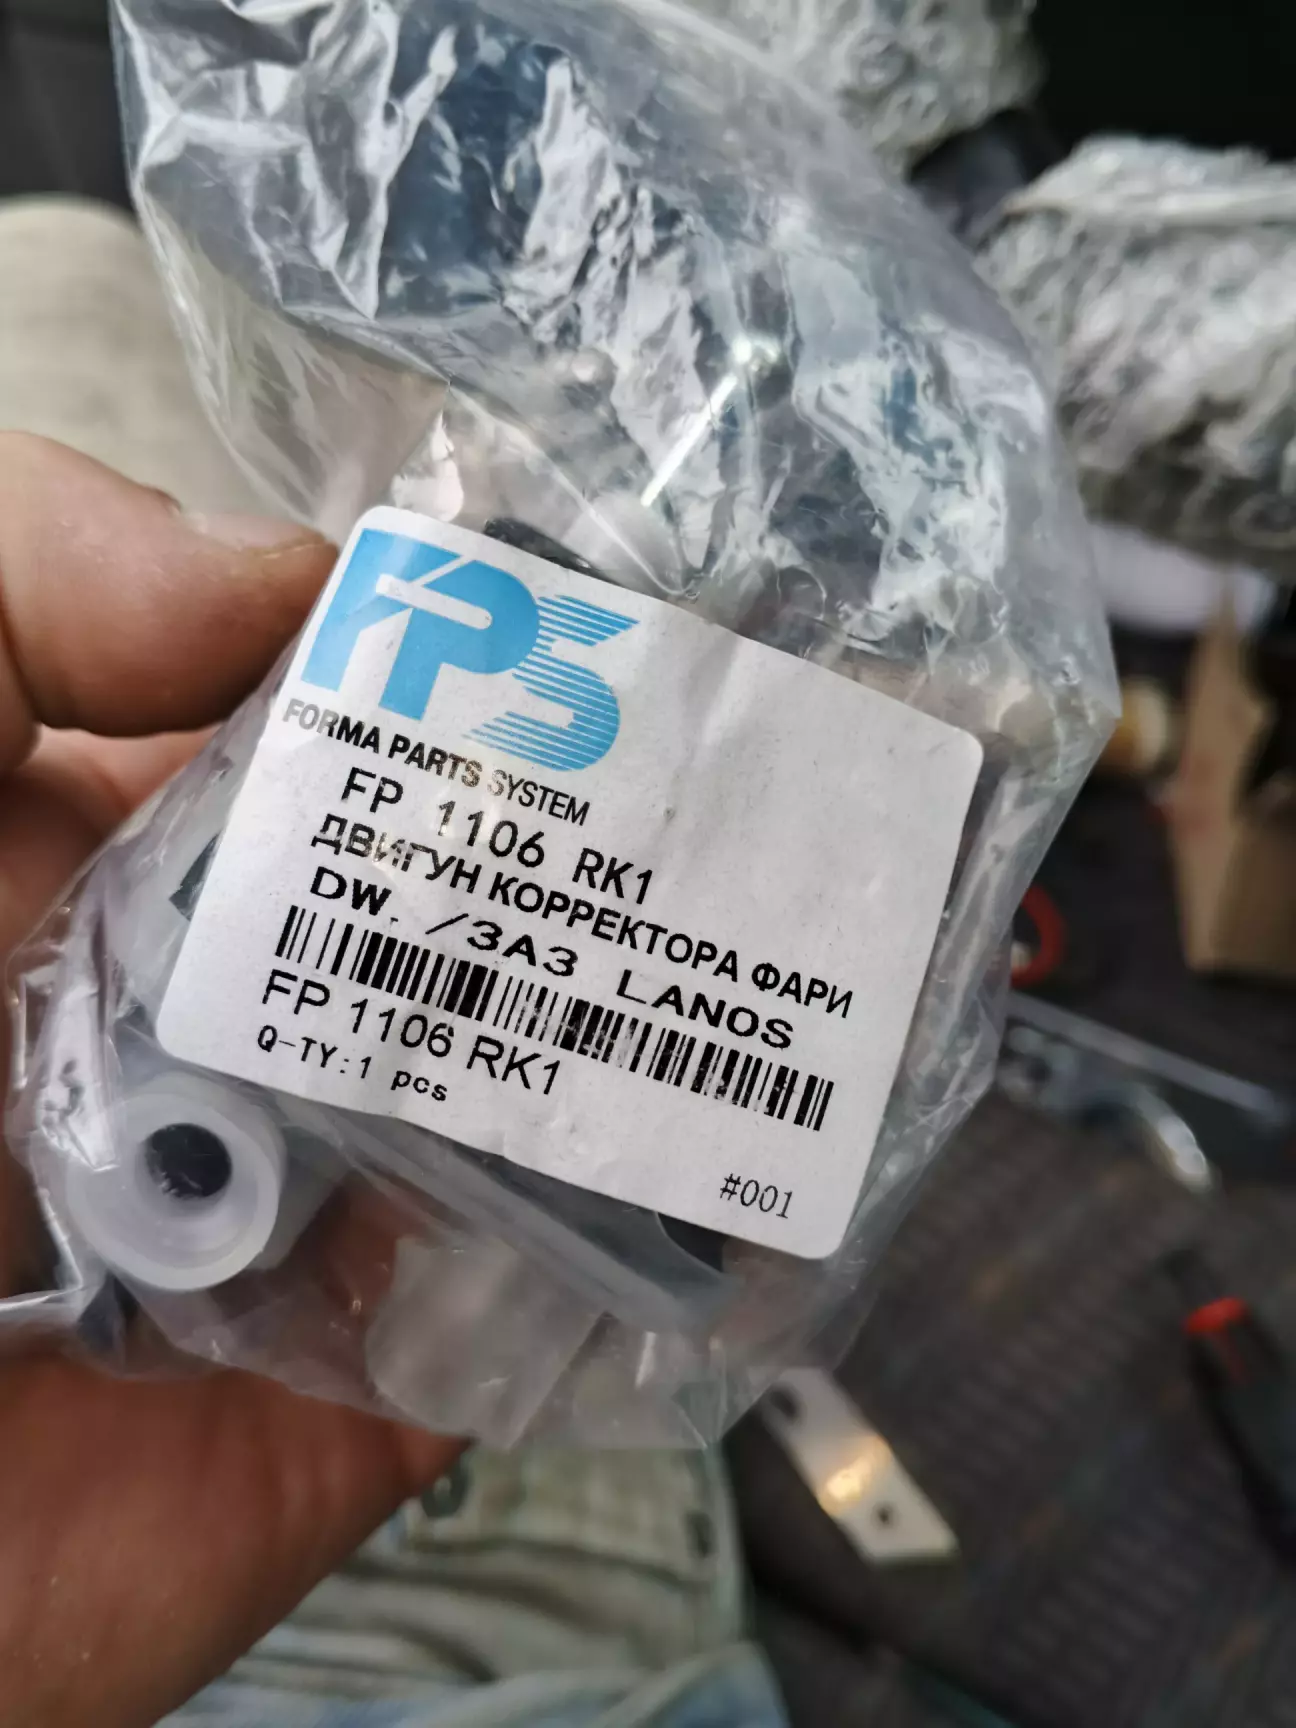 FPS
FORMA PARTS SYSTEM
FP 1106 RK1
ДВИГУН КОРРЕКТОРА ФАРИ
DW. /ЗАЗ LANOS
FP 1106 RK1
Q-TY:1 pcs
#001